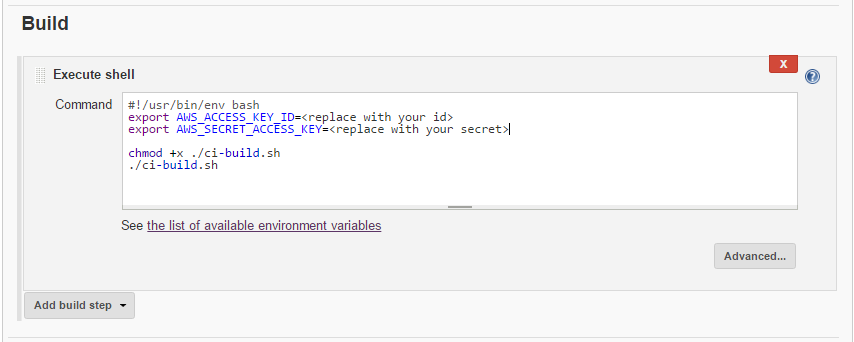 Build
Execute shell
X
?
Command
#!/usr/bin/env bash
export AWS_ACCESS_KEY_ID=<replace with your id>
export AWS_SECRET_ACCESS_KEY=<replace with your secret>
chmod +x ./ci-build.sh
./ci-build.sh
See the list of available environment variables
Advanced...
Add build step